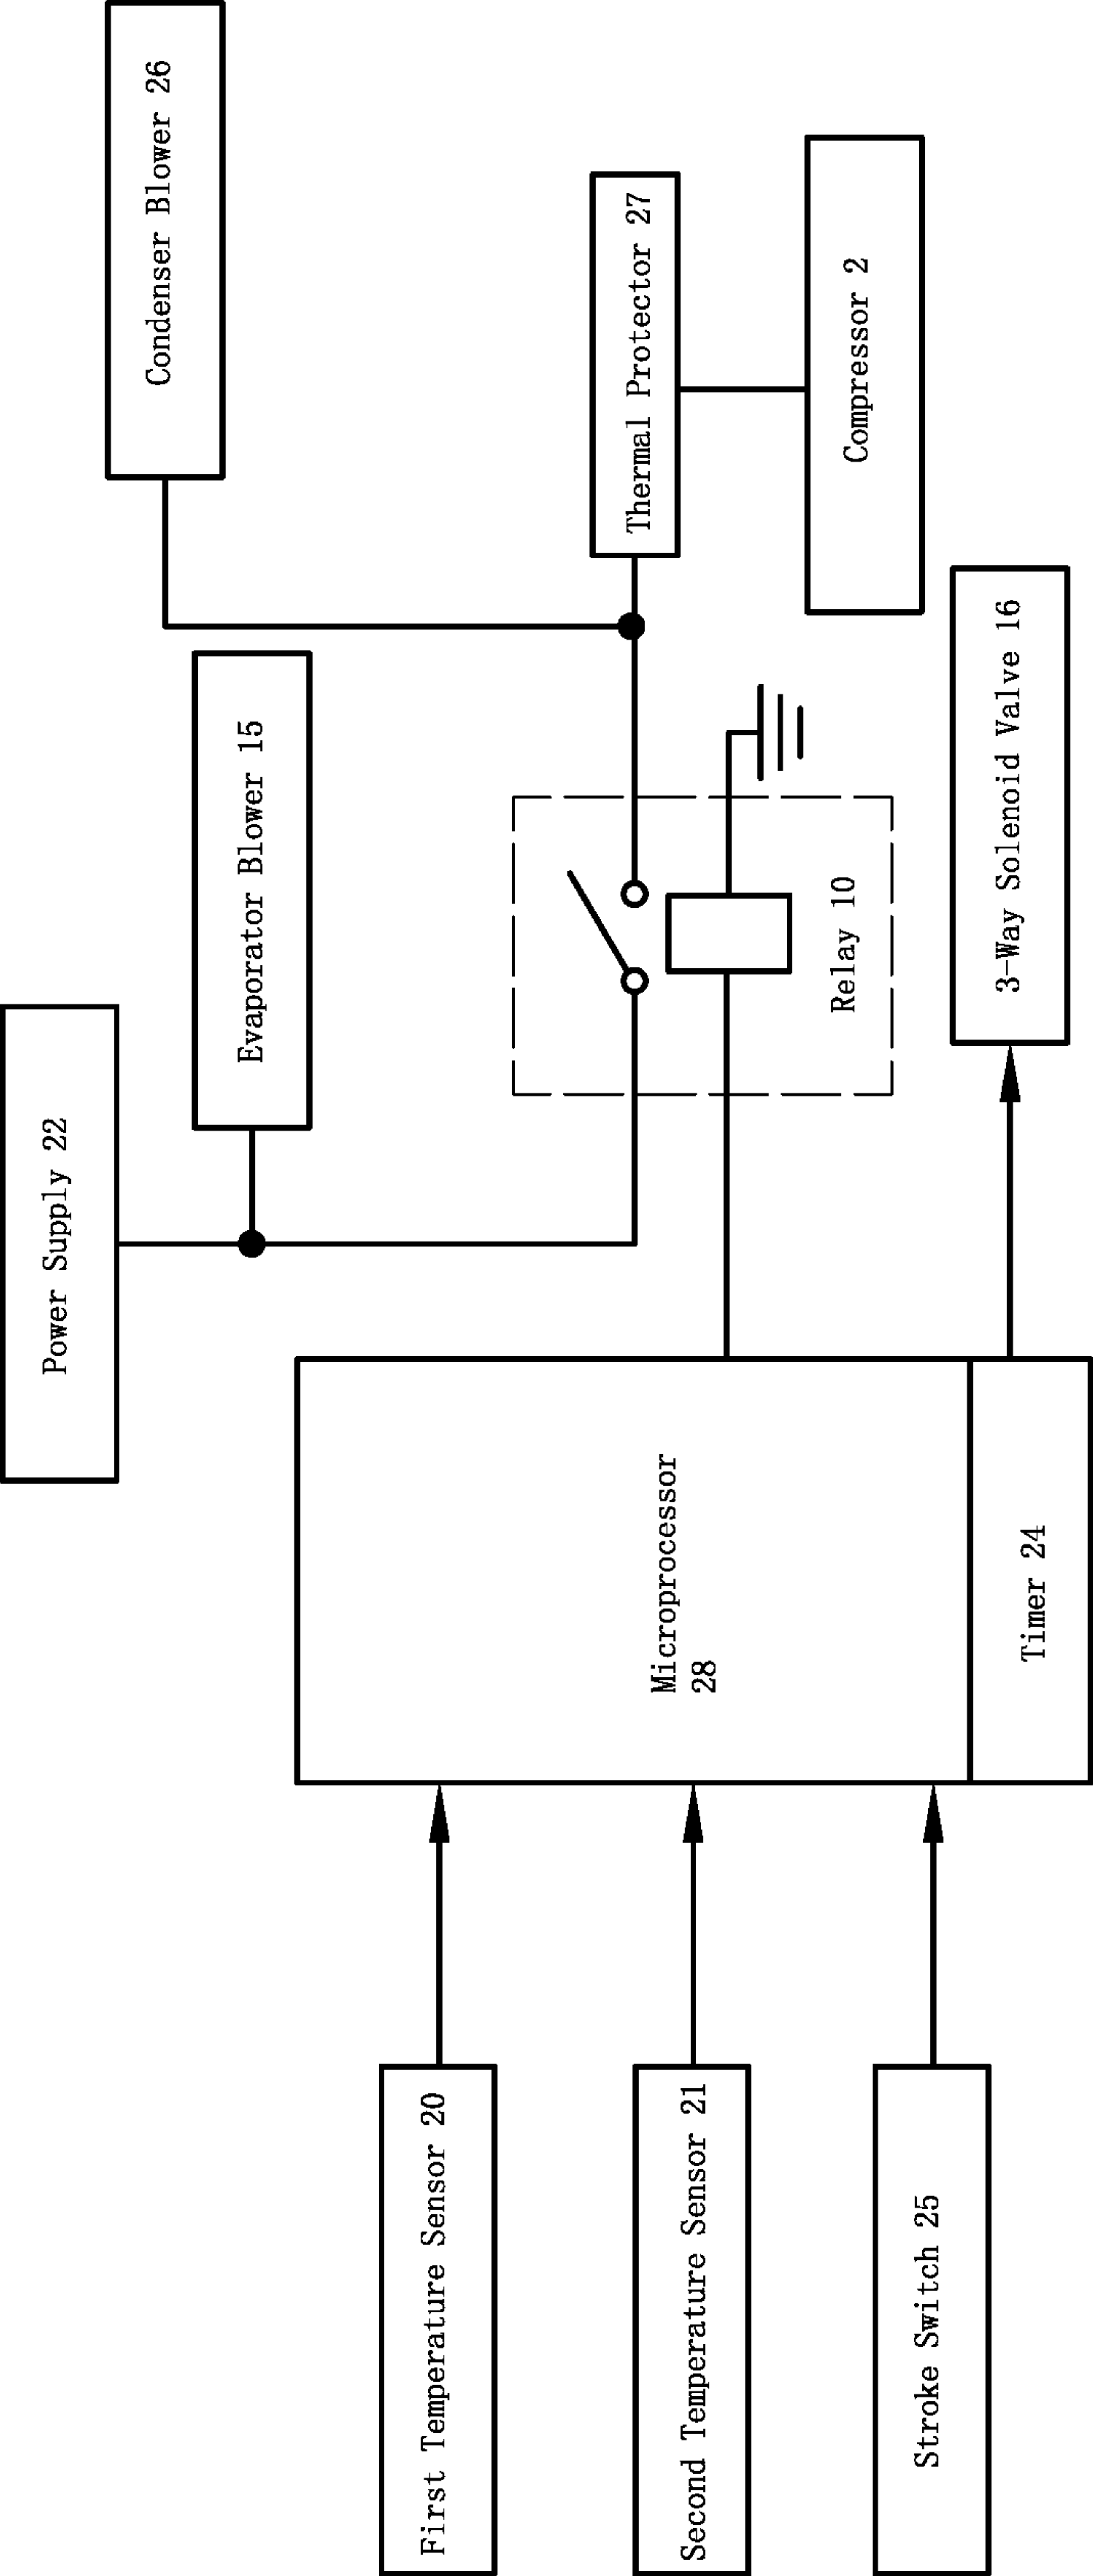 Power Supply 22
Condenser Blower 26
Evaporator Blower 15
First Temperature Sensor 20
Thermal Protector 27
Second Temperature Sensor 21
Microprocessor
28
Relay 10
Compressor 2
Stroke Switch 25
Timer 24
3-Way Solenoid Valve 16